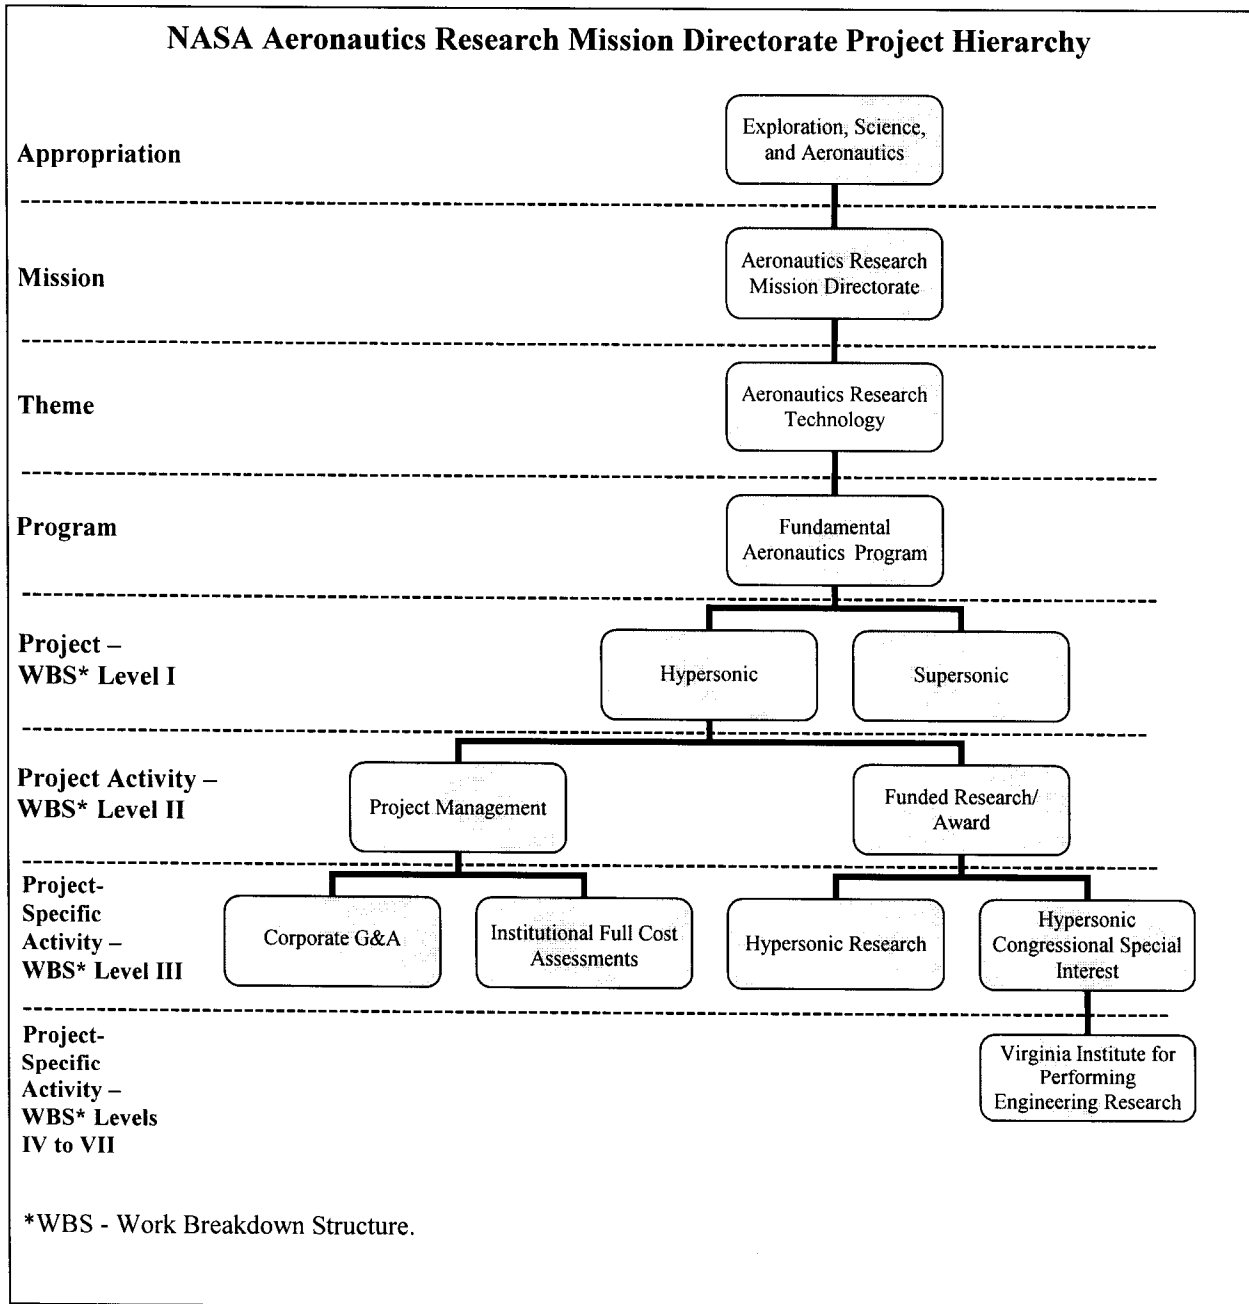 NASA Aeronautics Research Mission Directorate Project Hierarchy
Appropriation
Exploration, Science,
and Aeronautics
Mission
Aeronautics Research
Mission Directorate
Theme
Aeronautics Research
Technology
Program
Fundamental
Aeronautics Program
Project –
WBS* Level I
Hypersonic
Supersonic
Project Activity –
WBS* Level II
Project Management
Funded Research/
Award
Project-
Specific
Activity –
WBS* Level III
Corporate G&A
Institutional Full Cost
Assessments
Hypersonic Research
Hypersonic
Congressional Special
Interest
Project-
Specific
Activity –
WBS* Levels
IV to VII
Virginia Institute for
Performing
Engineering Research
*WBS - Work Breakdown Structure.